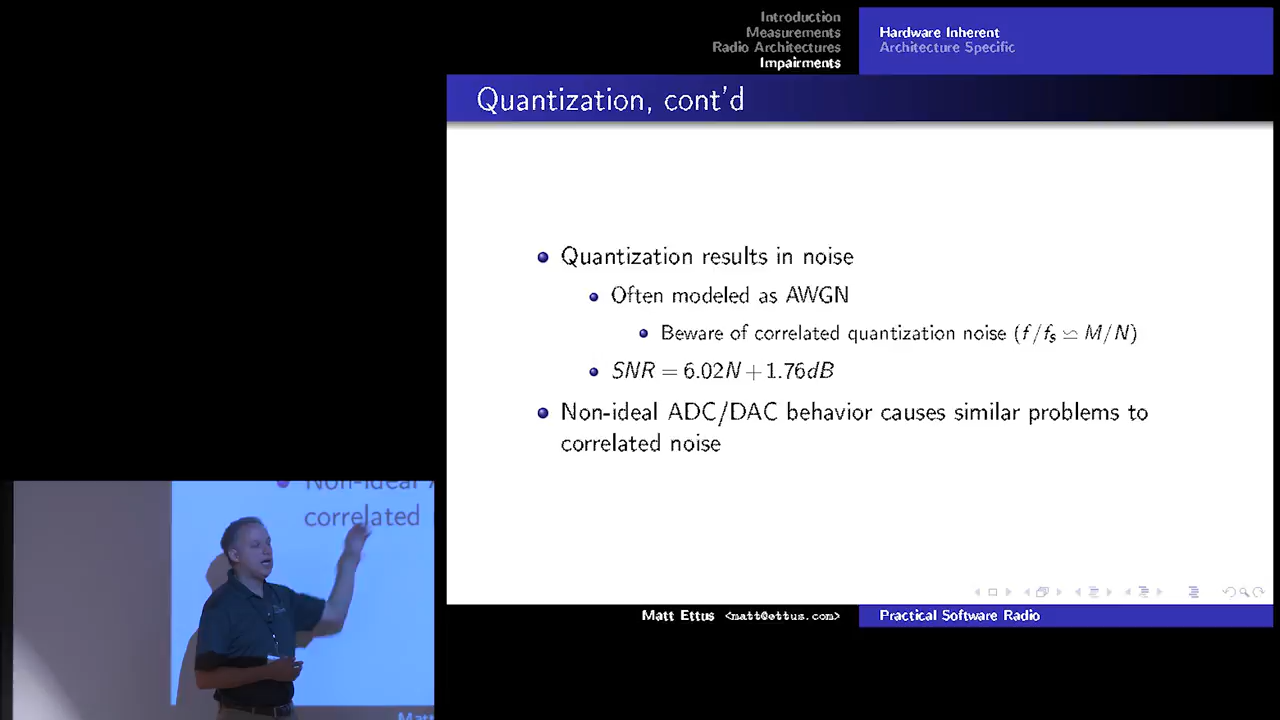 Introduction
Measurements
Radio Architectures
Impairments
Hardware Inherent
Architecture Specific
Quantization, cont'd
Quantization results in noise
Often modeled as AWGN
Beware of correlated quantization noise (f/fs ≃ M/N)
SNR = 6.02N + 1.76dB
Non-ideal ADC/DAC behavior causes similar problems to
correlated noise
Non-ideal
correlated
Matt
Matt Ettus <matt@ettus.com>
Practical Software Radio